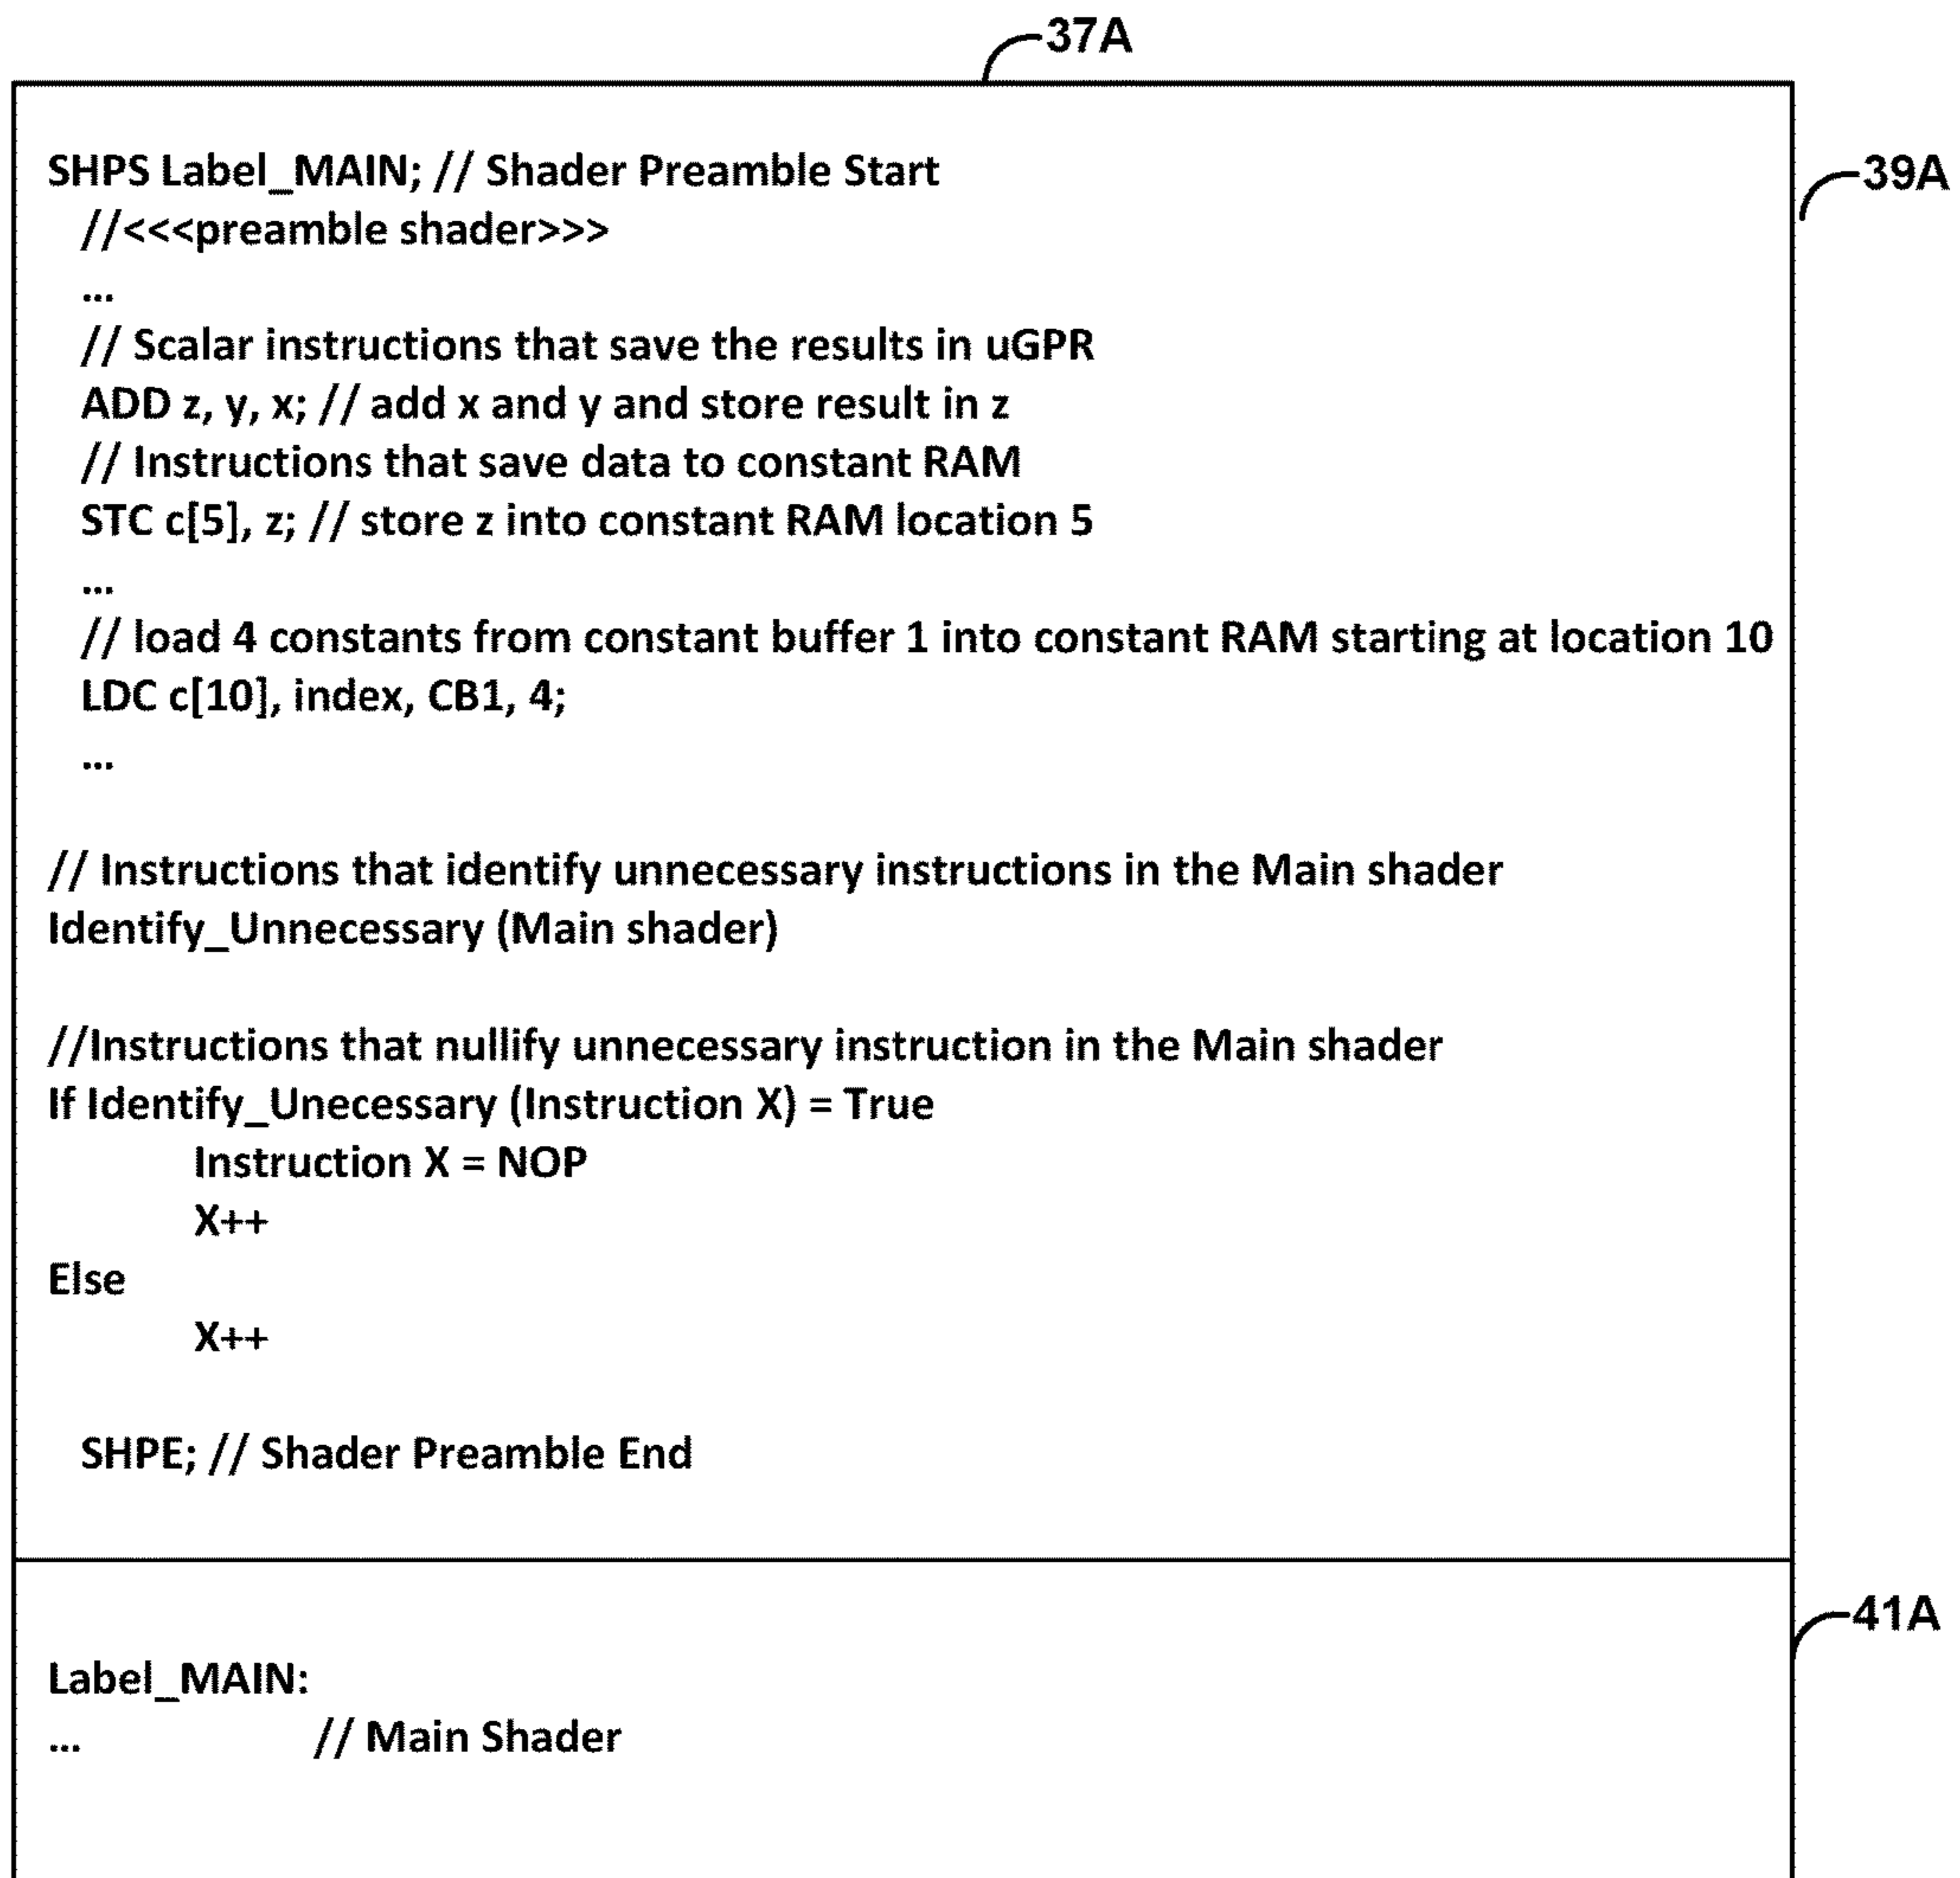 37A
SHPS Label_MAIN; // Shader Preamble Start
39A
//<<<preamble shader>>>
...
// Scalar instructions that save the results in uGPR
ADD z, y, x; // add x and y and store result in z
// Instructions that save data to constant RAM
STC c[5], z; // store z into constant RAM location 5
...
// load 4 constants from constant buffer 1 into constant RAM starting at location 10
LDC c[10], index, CB1, 4;
...
// Instructions that identify unnecessary instructions in the Main shader
Identify_Unnecessary (Main shader)
//Instructions that nullify unnecessary instruction in the Main shader
If Identify_Unecessary (Instruction X) = True
Instruction X = NOP
X++
Else
X++
SHPE; // Shader Preamble End
41A
Label_MAIN:
... // Main Shader